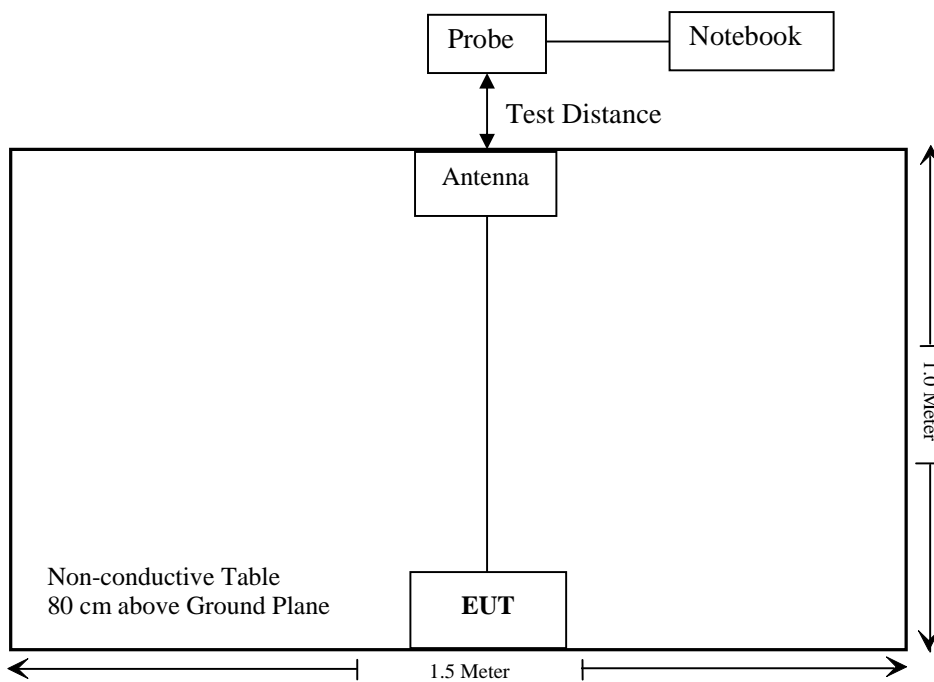 Probe
Notebook
Test Distance
Antenna
1.0 Meter
Non-conductive Table
80 cm above Ground Plane
EUT
1.5 Meter